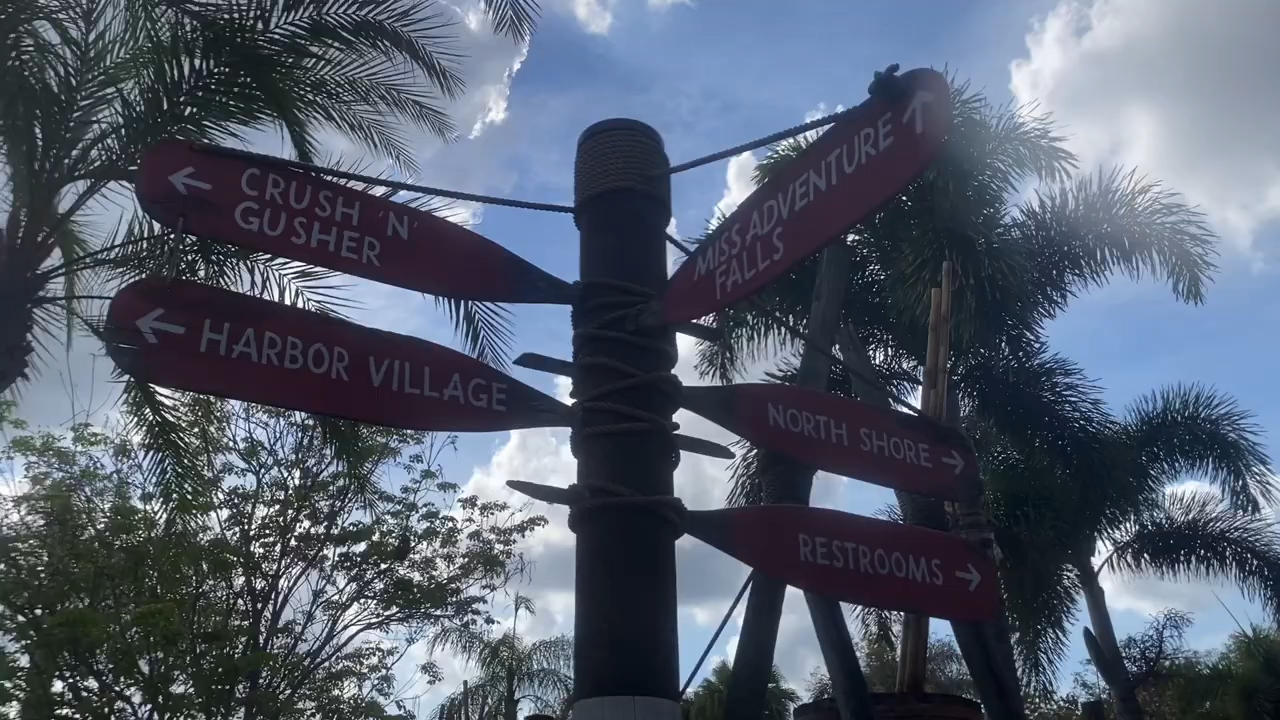 CRUSH 'N'
GUSHER
HARBOR VILLAGE
MISS ADVENTURE
FALLS
NORTH SHORE
RESTROOMS